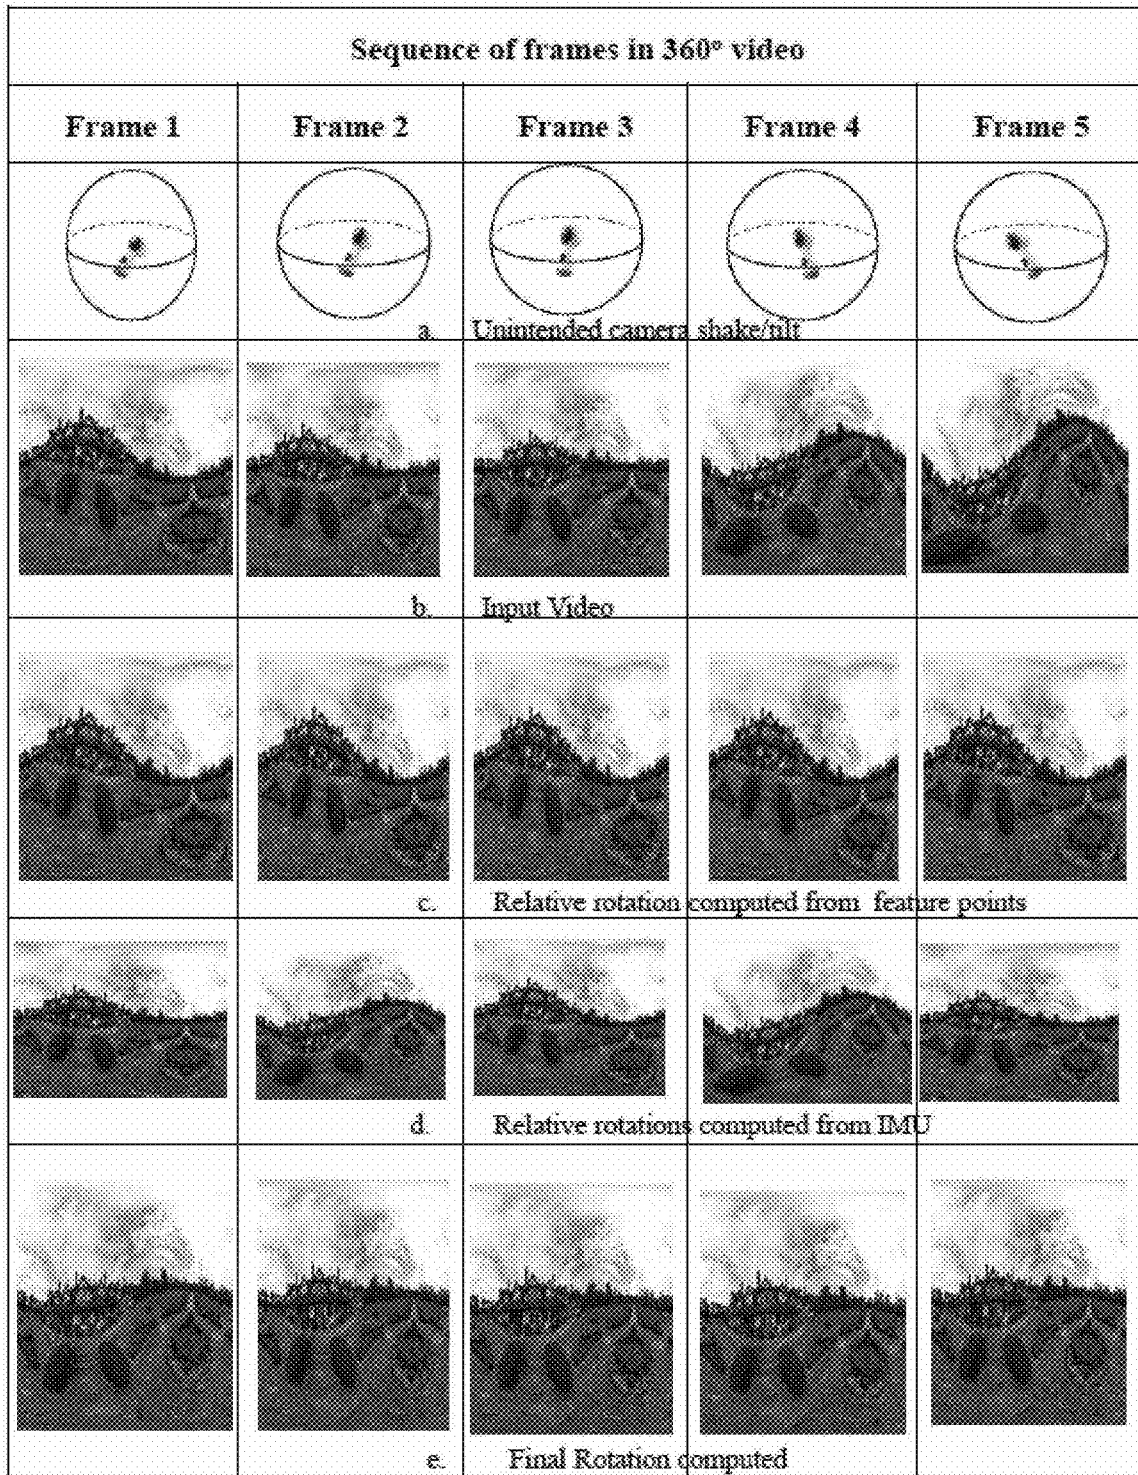 Sequence of frames in 360° video
Frame 1 Frame 2 Frame 3 Frame 4 Frame 5
a. Unintended camera shake/tilt
b. Input Video
c. Relative rotation computed from feature points
d. Relative rotations computed from IMU
e. Final Rotation computed